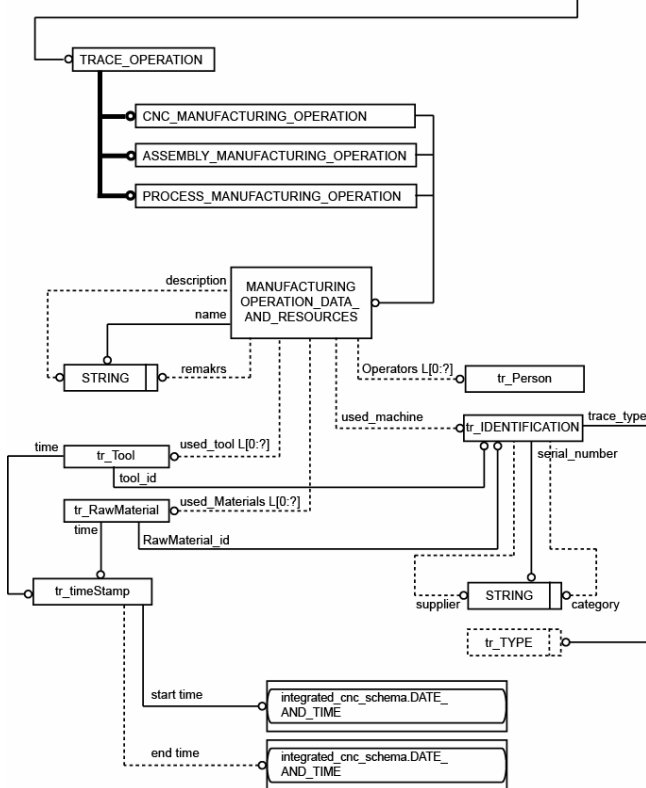 TRACE_OPERATION
CNC_MANUFACTURING_OPERATION
ASSEMBLY_MANUFACTURING_OPERATION
PROCESS_MANUFACTURING_OPERATION
description
MANUFACTURING
OPERATION_DATA_
AND_RESOURCES
name
STRING
remakrs
Operators L[0:?]
tr_Person
used_machine
tr_IDENTIFICATION
trace_type
serial_number
time
tr_Tool
used_tool L[0:?]
tool_id
tr_RawMaterial
used_Materials L[0:?]
time
RawMaterial_id
tr_timeStamp
supplier
STRING
category
tr_TYPE
start time
integrated_cnc_schema.DATE_
AND_TIME
end time
integrated_cnc_schema.DATE_
AND_TIME